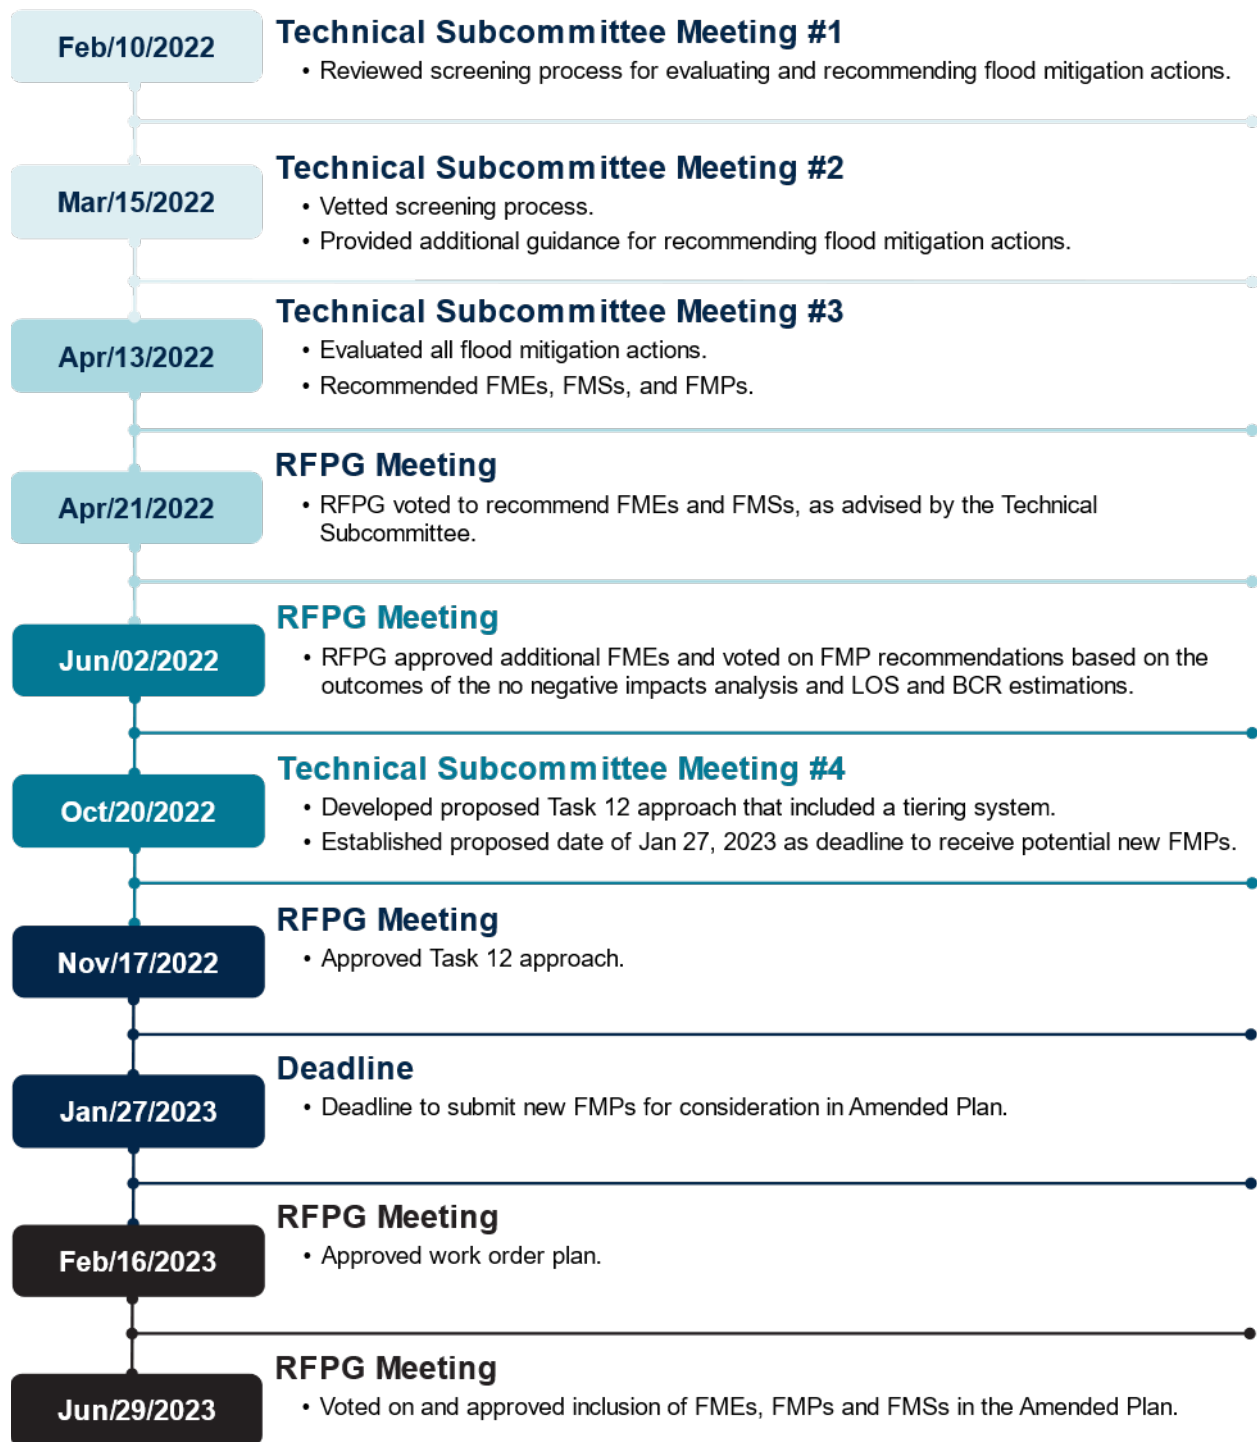 Feb/10/2022
Technical Subcommittee Meeting #1
• Reviewed screening process for evaluating and recommending flood mitigation actions.
Mar/15/2022
Technical Subcommittee Meeting #2
• Vetted screening process.
• Provided additional guidance for recommending flood mitigation actions.
Apr/13/2022
Technical Subcommittee Meeting #3
• Evaluated all flood mitigation actions.
• Recommended FMEs, FMSs, and FMPs.
Apr/21/2022
RFPG Meeting
• RFPG voted to recommend FMEs and FMSs, as advised by the Technical
Subcommittee.
Jun/02/2022
RFPG Meeting
• RFPG approved additional FMEs and voted on FMP recommendations based on the
outcomes of the no negative impacts analysis and LOS and BCR estimations.
Oct/20/2022
Technical Subcommittee Meeting #4
• Developed proposed Task 12 approach that included a tiering system.
• Established proposed date of Jan 27, 2023 as deadline to receive potential new FMPs.
Nov/17/2022
RFPG Meeting
• Approved Task 12 approach.
Jan/27/2023
Deadline
• Deadline to submit new FMPs for consideration in Amended Plan.
Feb/16/2023
RFPG Meeting
• Approved work order plan.
Jun/29/2023
RFPG Meeting
• Voted on and approved inclusion of FMEs, FMPs and FMSs in the Amended Plan.